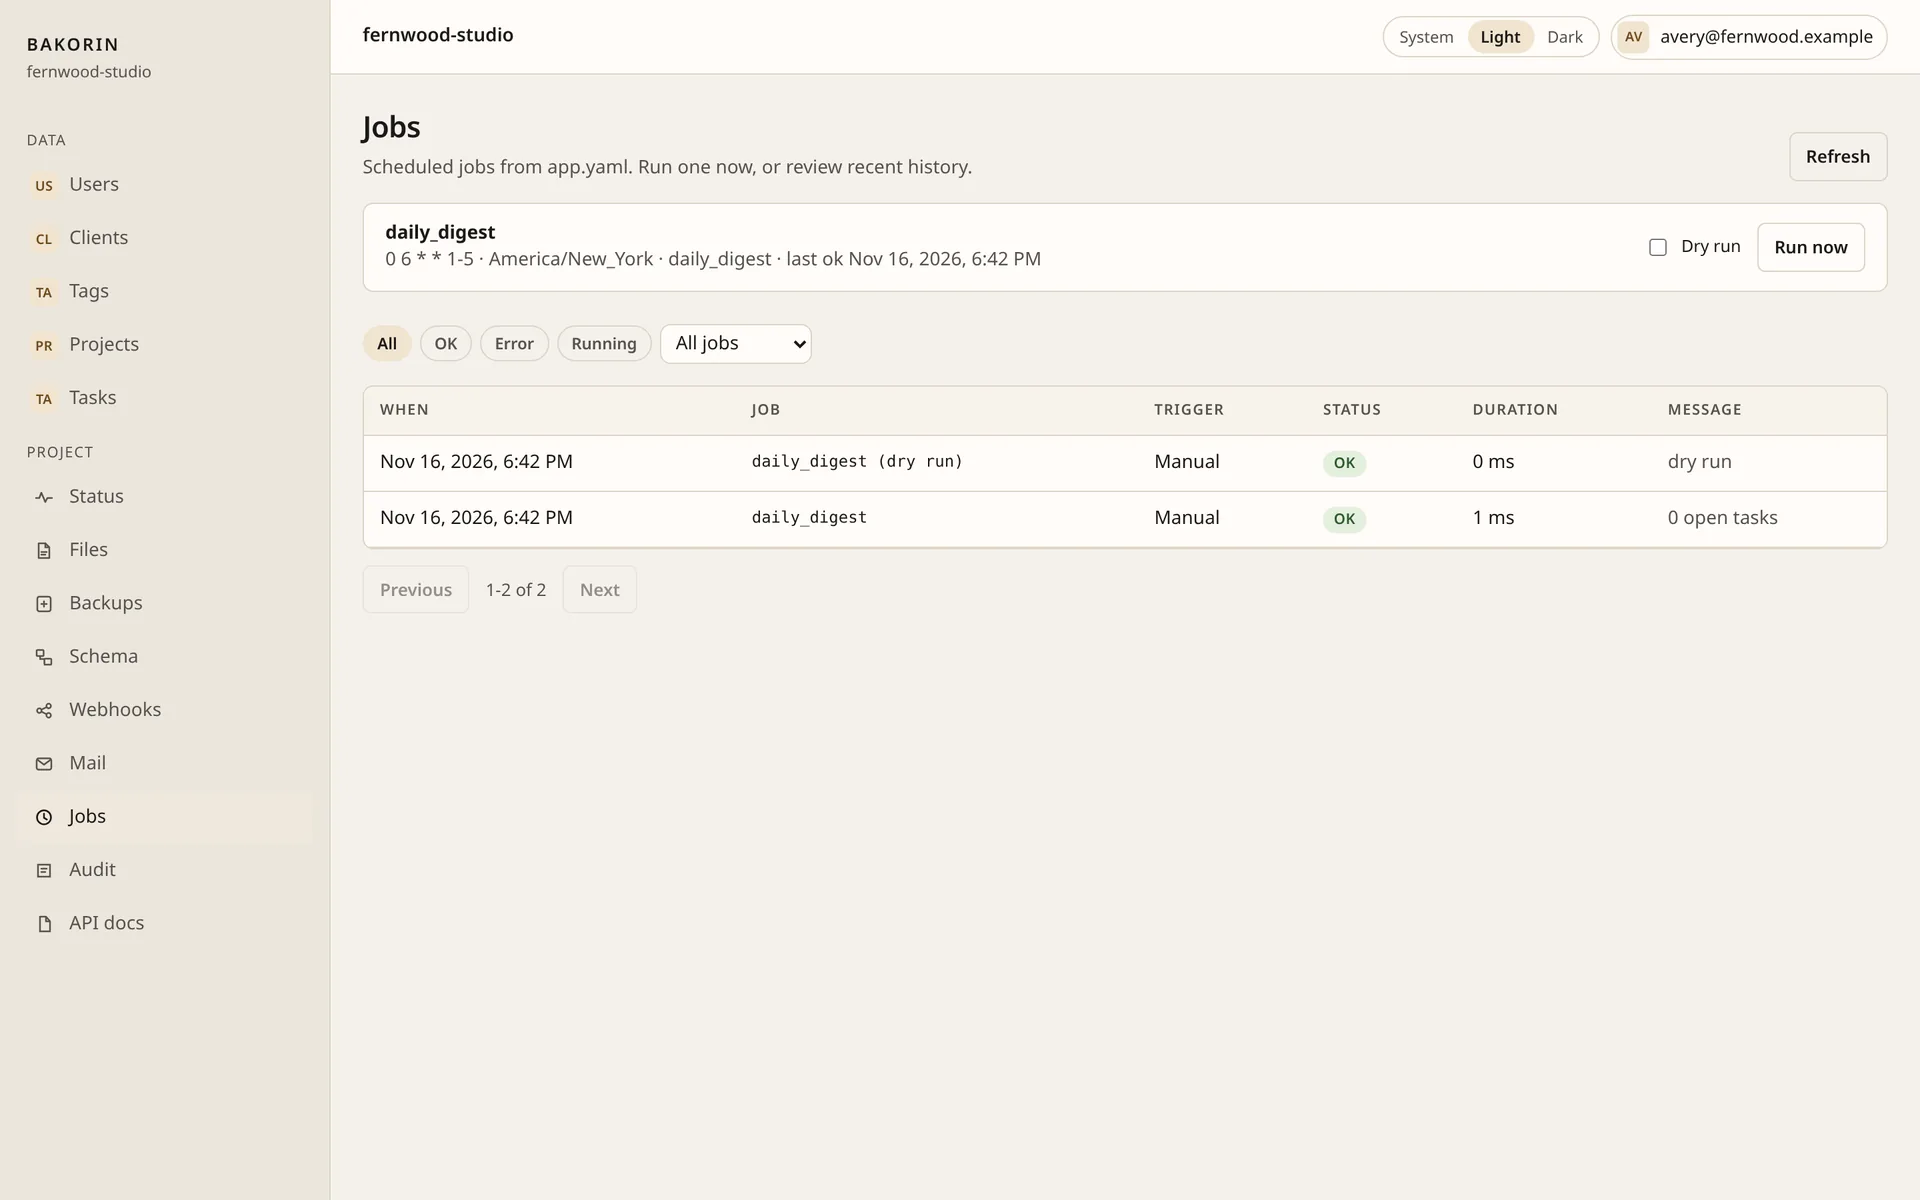 BAKORIN
fernwood-studio
DATA
US Users
CL Clients
TA Tags
PR Projects
TA Tasks
PROJECT
Status
Files
Backups
Schema
Webhooks
Mail
Jobs
Audit
API docs
fernwood-studio
System Light Dark
AV avery@fernwood.example
Jobs
Scheduled jobs from app.yaml. Run one now, or review recent history.
Refresh
daily_digest
0 6 * * 1-5 · America/New_York · daily_digest · last ok Nov 16, 2026, 6:42 PM
Dry run
Run now
All OK Error Running All jobs
WHEN JOB TRIGGER STATUS DURATION MESSAGE
Nov 16, 2026, 6:42 PM daily_digest (dry run) Manual OK 0 ms dry run
Nov 16, 2026, 6:42 PM daily_digest Manual OK 1 ms 0 open tasks
Previous 1-2 of 2 Next